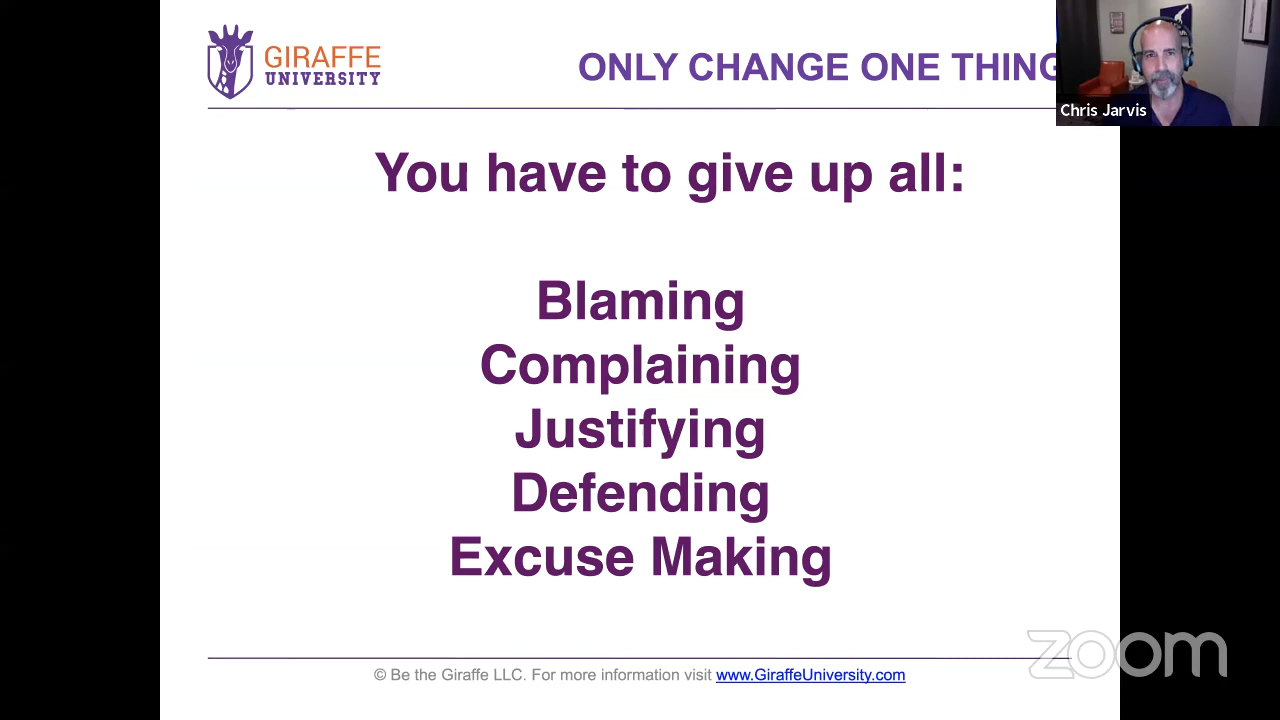 GIRAFFE
UNIVERSITY
ONLY CHANGE ONE THING
Chris Jarvis
You have to give up all:
Blaming
Complaining
Justifying
Defending
Excuse Making
© Be the Giraffe LLC. For more information visit www.GiraffeUniversity.com
zoom